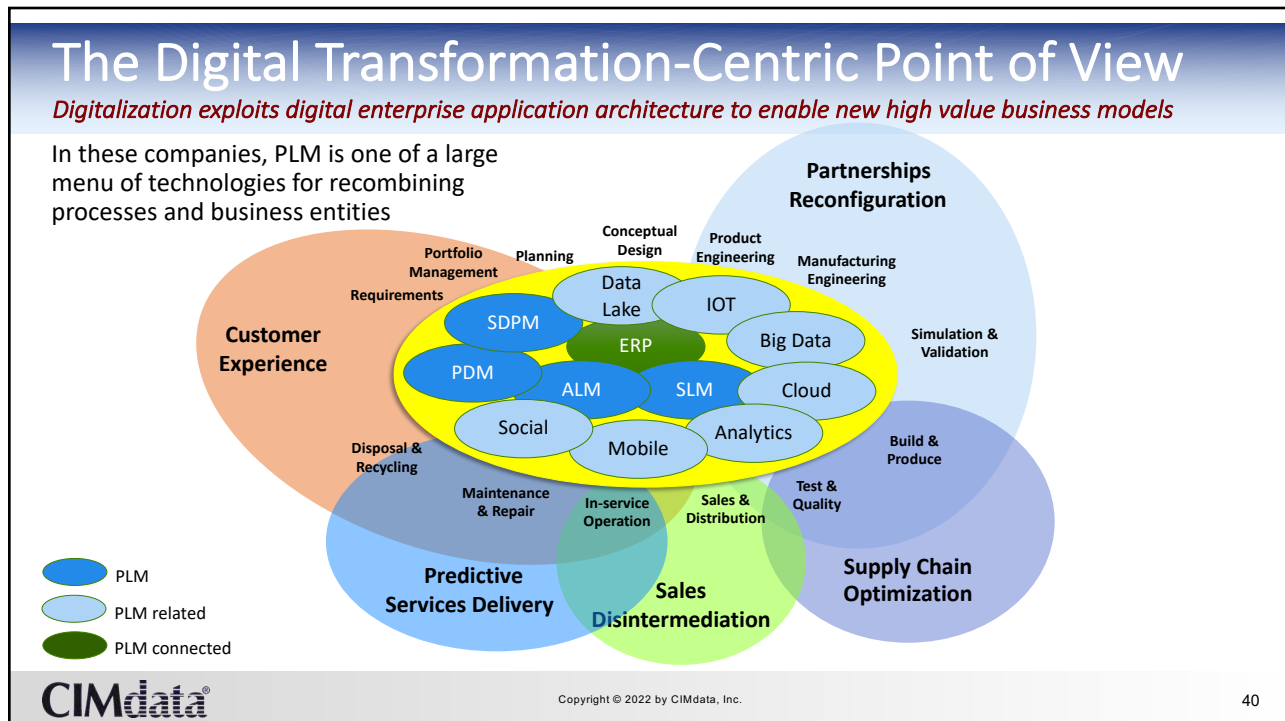 The Digital Transformation-Centric Point of View
Digitalization exploits digital enterprise application architecture to enable new high value business models
In these companies, PLM is one of a large
menu of technologies for recombining
processes and business entities
Partnerships
Reconfiguration
Conceptual
Design
Product
Engineering
Portfolio
Management
Planning
Manufacturing
Engineering
Requirements
Data
Lake
IOT
SDPM
ERP
Big Data
Simulation &
Validation
Customer
Experience
PDM
ALM
SLM
Cloud
Social
Mobile
Analytics
Disposal &
Recycling
Build &
Produce
Maintenance
& Repair
In-service
Operation
Sales &
Distribution
Test &
Quality
Predictive
Services Delivery
Sales
Disintermediation
Supply Chain
Optimization
PLM
PLM related
PLM connected
CIMdata®
Copyright © 2022 by CIMdata, Inc.
40